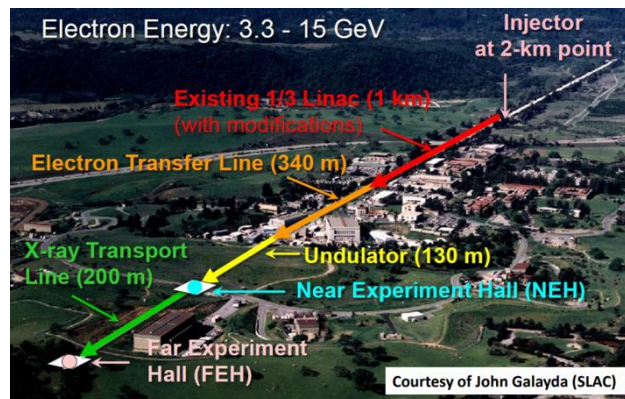 Electron Energy: 3.3 - 15 GeV
Injector
at 2-km point
Existing 1/3 Linac (1 km)
(with modifications)
Electron Transfer Line (340 m)
X-ray Transport
Line (200 m)
Undulator (130 m)
Near Experiment Hall (NEH)
Far Experiment
Hall (FEH)
Courtesy of John Galayda (SLAC)